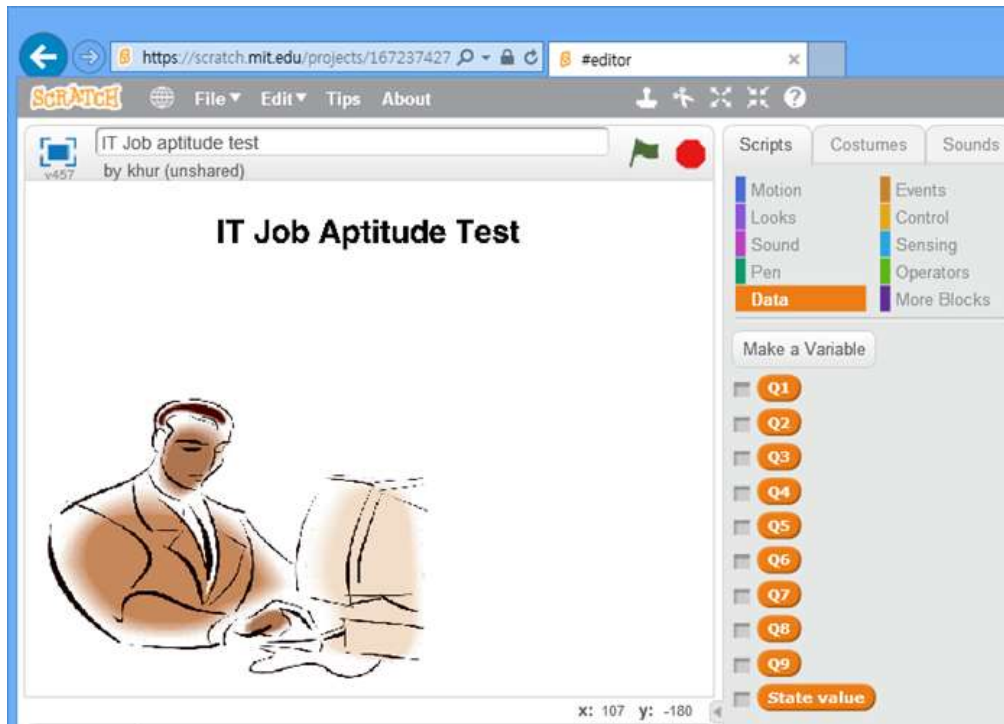 https://scratch.mit.edu/projects/167237427
#editor
SCRATCH
File
Edit
Tips
About
v457
IT Job aptitude test
by khur (unshared)
IT Job Aptitude Test
x: 107 y: -180
Scripts
Costumes
Sounds
Motion
Looks
Sound
Pen
Data
Events
Control
Sensing
Operators
More Blocks
Make a Variable
Q1
Q2
Q3
Q4
Q5
Q6
Q7
Q8
Q9
State value